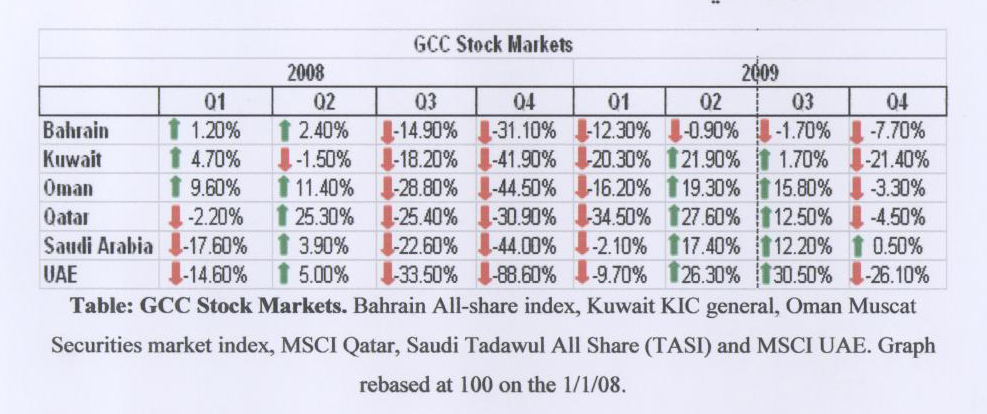 GCC Stock Markets
2008 2009
Q1 Q2 Q3 Q4 Q1 Q2 Q3 Q4
Bahrain 1.20% 2.40% -14.90% -31.10% -12.30% -0.90% -1.70% -7.70%
Kuwait 4.70% -1.50% -18.20% -41.90% -20.30% 21.90% 1.70% -21.40%
Oman 9.60% 11.40% -28.80% -44.50% -16.20% 19.30% 15.80% -3.30%
Qatar -2.20% 25.30% -25.40% -30.90% -34.50% 27.60% 12.50% -4.50%
Saudi Arabia -17.60% 3.90% -22.60% -44.00% -2.10% 17.40% 12.20% 0.50%
UAE -14.60% 5.00% -33.50% -88.60% -9.70% 26.30% 30.50% -26.10%
Table: GCC Stock Markets. Bahrain All-share index, Kuwait KIC general, Oman Muscat
Securities market index, MSCI Qatar, Saudi Tadawul All Share (TASI) and MSCI UAE. Graph
rebased at 100 on the 1/1/08.